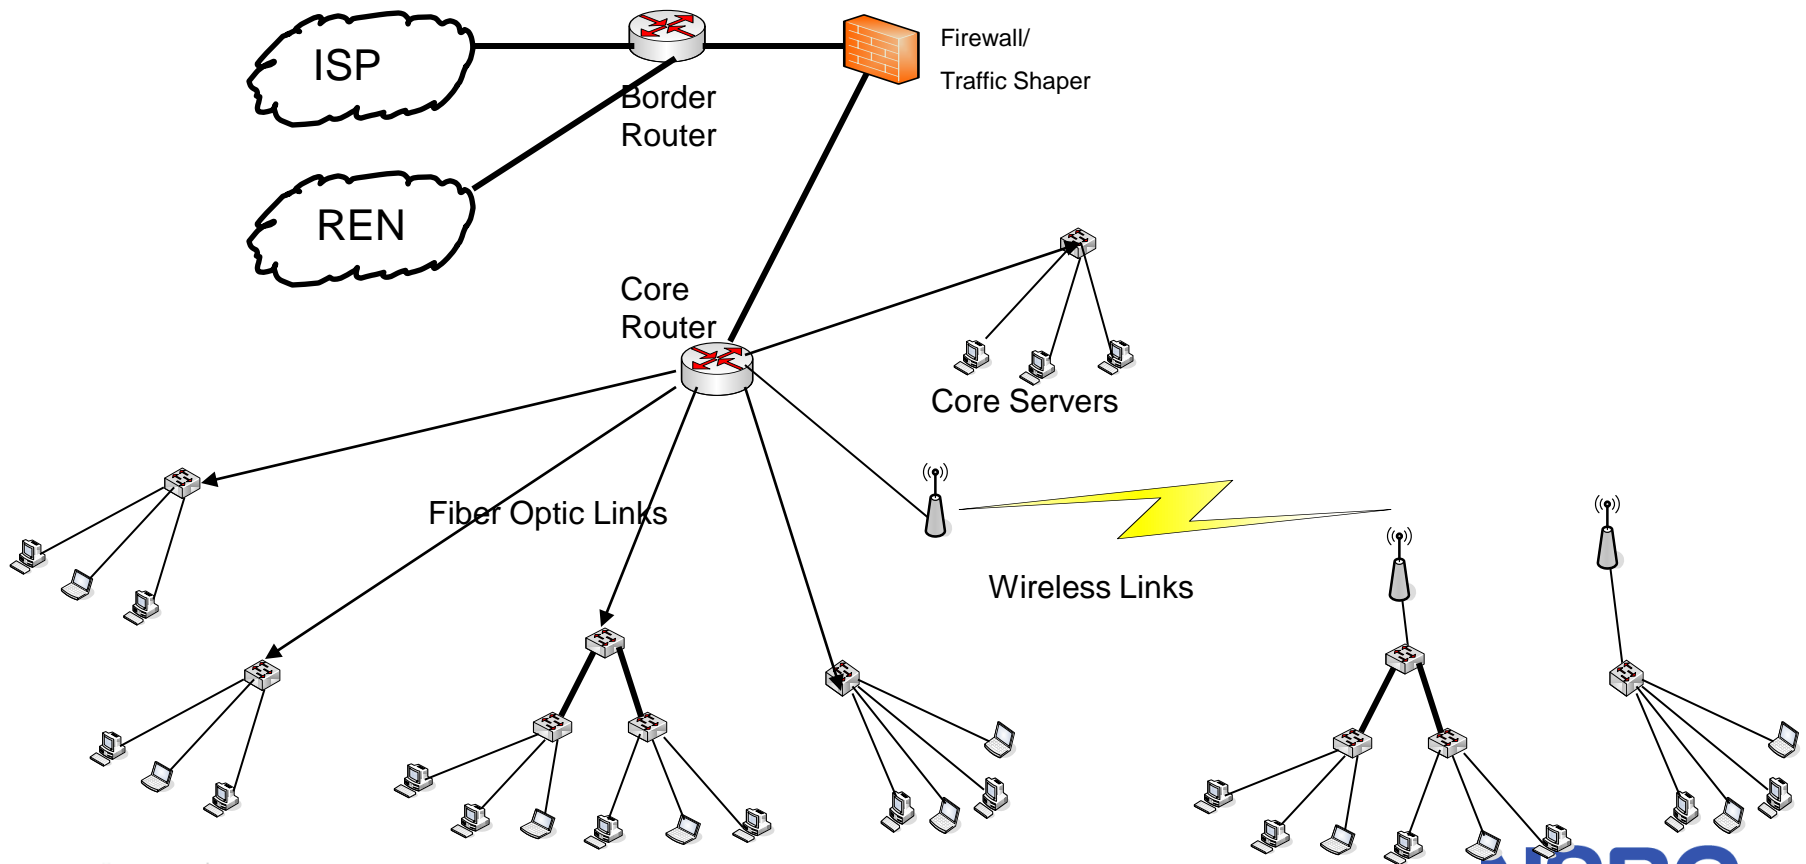 ISP
Firewall/
Traffic Shaper
Border
Router
REN
Core
Router
Core Servers
Fiber Optic Links
Wireless Links